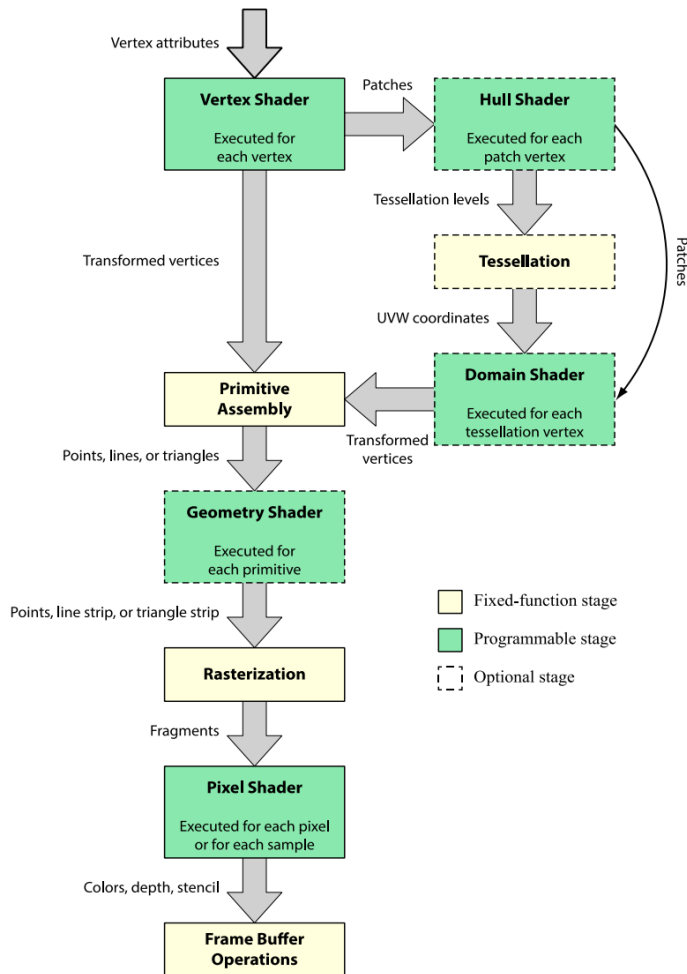 Vertex attributes
Vertex Shader
Executed for
each vertex
Patches
Hull Shader
Executed for each
patch vertex
Tessellation levels
Patches
Transformed vertices
Tessellation
UVW coordinates
Primitive
Assembly
Domain Shader
Executed for each
tessellation vertex
Transformed
vertices
Points, lines, or triangles
Geometry Shader
Executed for
each primitive
Points, line strip, or triangle strip
Rasterization
Fragments
Pixel Shader
Executed for each pixel
or for each sample
Colors, depth, stencil
Frame Buffer
Operations
Fixed-function stage
Programmable stage
Optional stage